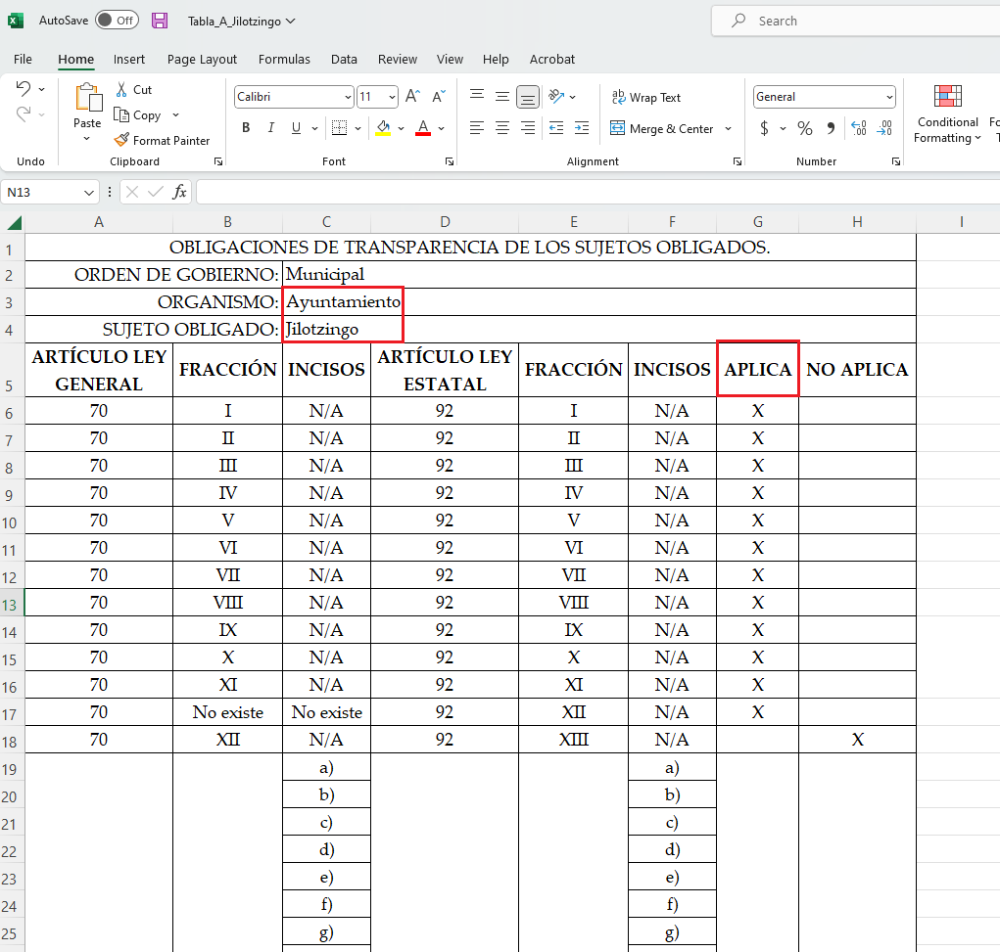 AutoSave Off Tabla_A_Jilotzingo Search
File Home Insert Page Layout Formulas Data Review View Help Acrobat
Paste Cut Copy Format Painter
Calibri 11
B I U A A A
Wrap Text
Merge & Center
General
$ % 9
Conditional Formatting
Undo Clipboard Font Alignment Number
N13 fx
A B C D E F G H I
1 OBLIGACIONES DE TRANSPARENCIA DE LOS SUJETOS OBLIGADOS.
2 ORDEN DE GOBIERNO: Municipal
3 ORGANISMO: Ayuntamiento
4 SUJETO OBLIGADO: Jilotzingo
5 ARTÍCULO LEY GENERAL FRACCIÓN INCISOS ARTÍCULO LEY ESTATAL FRACCIÓN INCISOS APLICA NO APLICA
6 70 I N/A 92 I N/A X
7 70 II N/A 92 II N/A X
8 70 III N/A 92 III N/A X
9 70 IV N/A 92 IV N/A X
10 70 V N/A 92 V N/A X
11 70 VI N/A 92 VI N/A X
12 70 VII N/A 92 VII N/A X
13 70 VIII N/A 92 VIII N/A X
14 70 IX N/A 92 IX N/A X
15 70 X N/A 92 X N/A X
16 70 XI N/A 92 XI N/A X
17 70 No existe No existe 92 XII N/A X
18 70 XII N/A 92 XIII N/A X
19 a) a)
20 b) b)
21 c) c)
22 d) d)
23 e) e)
24 f) f)
25 g) g)